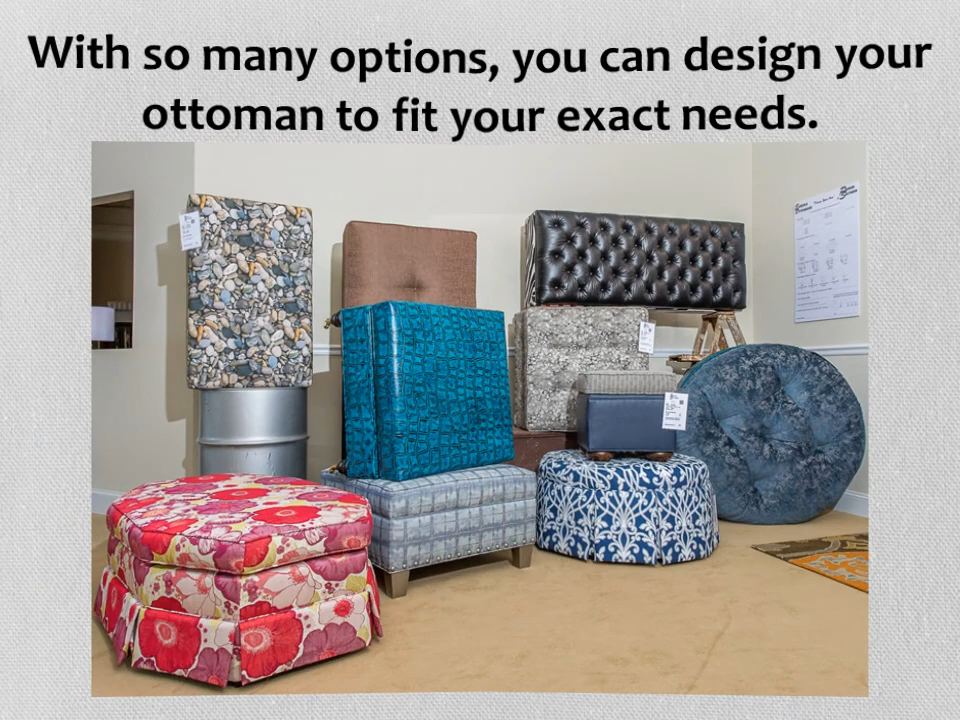 With so many options, you can design your
ottoman to fit your exact needs.